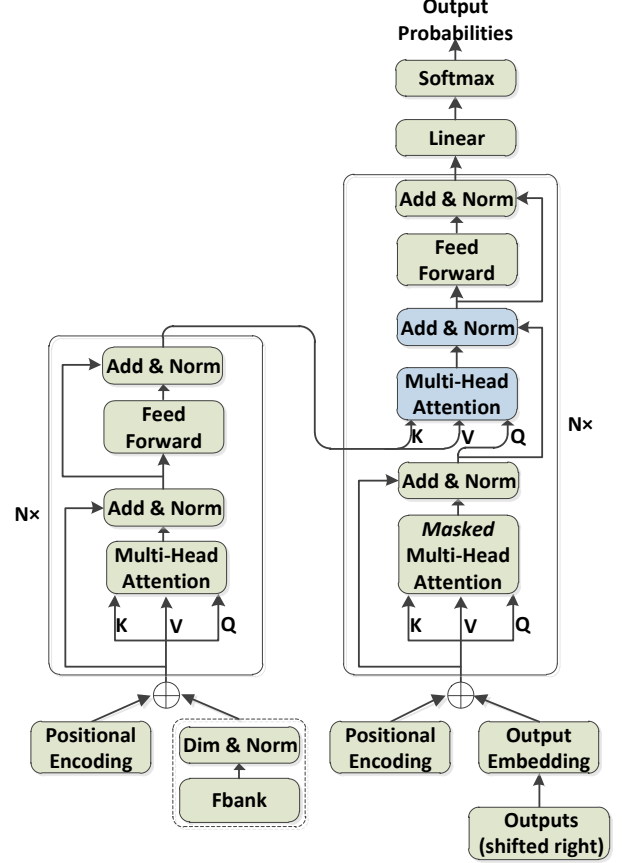 Output
Probabilities
Softmax
Linear
Add & Norm
Feed
Forward
Add & Norm
Multi-Head
Attention
K
V
Q
N×
Add & Norm
Masked
Multi-Head
Attention
K
V
Q
Positional
Encoding
Output
Embedding
Outputs
(shifted right)
Add & Norm
Feed
Forward
N×
Add & Norm
Multi-Head
Attention
K
V
Q
Positional
Encoding
Dim & Norm
Fbank